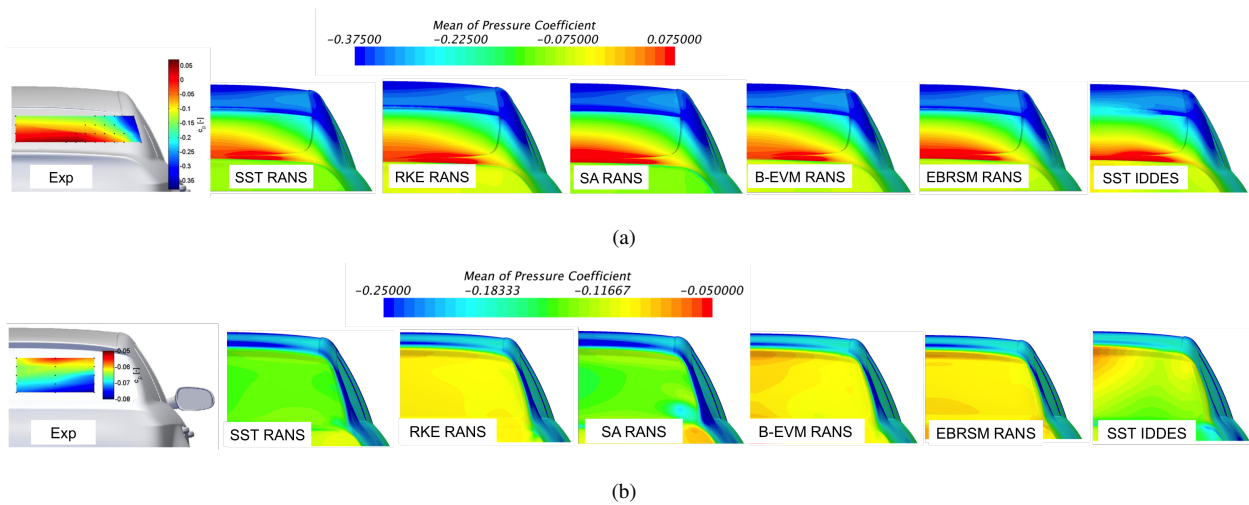 Mean of Pressure Coefficient
-0.37500 -0.22500 -0.075000 0.075000
0.05
0
-0.05
-0.1
-0.15
-0.2
-0.25
-0.3
-0.35
c_p [-]
Exp
SST RANS
RKE RANS
SA RANS
B-EVM RANS
EBRSM RANS
SST IDDES
(a)
Mean of Pressure Coefficient
-0.25000 -0.18333 -0.11667 -0.050000
-0.05
-0.06
-0.07
-0.08
Exp
SST RANS
RKE RANS
SA RANS
B-EVM RANS
EBRSM RANS
SST IDDES
(b)